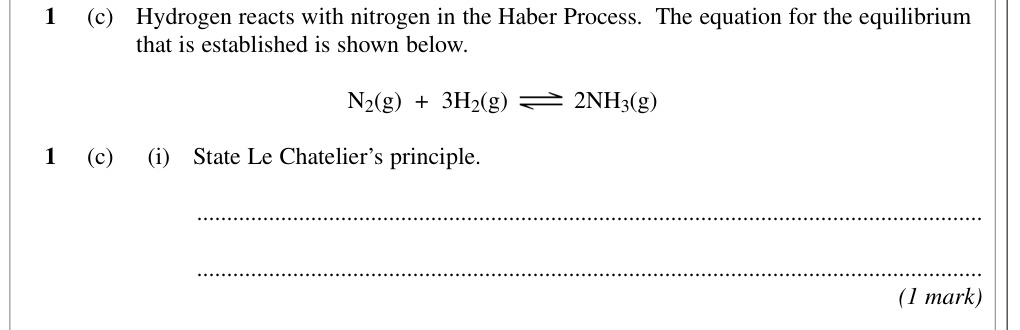 1 (c) Hydrogen reacts with nitrogen in the Haber Process. The equation for the equilibrium
that is established is shown below.
N₂(g) + 3H₂(g) ⇌ 2NH₃(g)
1 (c) (i) State Le Chatelier’s principle.
....................................................................................................................................
....................................................................................................................................
(1 mark)